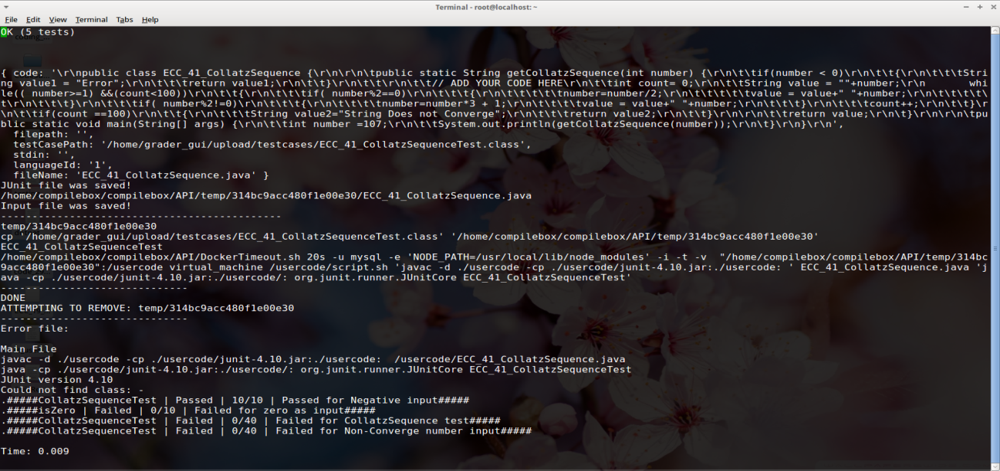 Terminal - root@localhost: ~
File Edit View Terminal Tabs Help
OK (5 tests)
{ code: '\r\npublic class ECC_41_CollatzSequence {\r\n\r\n\tpublic static String getCollatzSequence(int number) {\r\n\t\tif(number < 0)\r\n\t\t{\r\n\t\t\tStri
ng value1 = "Error";\r\n\t\t\treturn value1;\r\n\t\t}\r\n\t\t\r\n\t\t// ADD YOUR CODE HERE\r\n\t\tint count= 0;\r\n\t\tString value = ""+number;\r\n      whi
le(( number>=1) &&(count<100))\r\n\t\t{\r\n\t\t\tif( number%2==0)\r\n\t\t\t{\r\n\t\t\t\tnumber=number/2;\r\n\t\t\t\tvalue = value+" "+number;\r\n\t\t\t\t
\r\n\t\t\t}\r\n\t\t\tif( number%2!=0)\r\n\t\t\t{\r\n\t\t\t\tnumber=number*3 + 1;\r\n\t\t\t\tvalue = value+" "+number;\r\n\t\t\t}\r\n\t\t\tcount++;\r\n\t\t}\r
\n\t\tif(count ==100)\r\n\t\t{\r\n\t\t\tString value2="String Does not Converge";\r\n\t\t\treturn value2;\r\n\t\t}\r\n\t\treturn value;\r\n\t}\r\n\r\n\tpu
blic static void main(String[] args) {\r\n\t\tint number =107;\r\n\t\tSystem.out.println(getCollatzSequence(number));\r\n\t}\r\n}\r\n',
filepath: '',
testCasePath: '/home/grader_gui/upload/testcases/ECC_41_CollatzSequenceTest.class',
stdin: '',
languageId: '1',
fileName: 'ECC_41_CollatzSequence.java' }
JUnit file was saved!
/home/compilebox/compilebox/API/temp/314bc9acc480f1e00e30/ECC_41_CollatzSequence.java
Input file was saved!
----------------------------------------------
temp/314bc9acc480f1e00e30
cp '/home/grader_gui/upload/testcases/ECC_41_CollatzSequenceTest.class' '/home/compilebox/compilebox/API/temp/314bc9acc480f1e00e30'
ECC_41_CollatzSequenceTest
/home/compilebox/compilebox/API/DockerTimeout.sh 20s -u mysql -e 'NODE_PATH=/usr/local/lib/node_modules' -i -t -v  "/home/compilebox/compilebox/API/temp/314bc
9acc480f1e00e30":/usercode virtual_machine /usercode/script.sh 'javac -d ./usercode -cp ./usercode/junit-4.10.jar:./usercode: ' ECC_41_CollatzSequence.java 'j
ava -cp ./usercode/junit-4.10.jar:./usercode/: org.junit.runner.JUnitCore ECC_41_CollatzSequenceTest'
-------------------------------
DONE
ATTEMPTING TO REMOVE: temp/314bc9acc480f1e00e30
-------------------------------
Error file:
Main File
javac -d ./usercode -cp ./usercode/junit-4.10.jar:./usercode:  /usercode/ECC_41_CollatzSequence.java
java -cp ./usercode/junit-4.10.jar:./usercode/: org.junit.runner.JUnitCore ECC_41_CollatzSequenceTest
JUnit version 4.10
Could not find class: -
.#####CollatzSequenceTest | Passed | 10/10 | Passed for Negative input#####
.#####isZero | Failed | 0/10 | Failed for zero as input#####
.#####CollatzSequenceTest | Failed | 0/40 | Failed for CollatzSequence test#####
.#####CollatzSequenceTest | Failed | 0/40 | Failed for Non-Converge number input#####
Time: 0.009